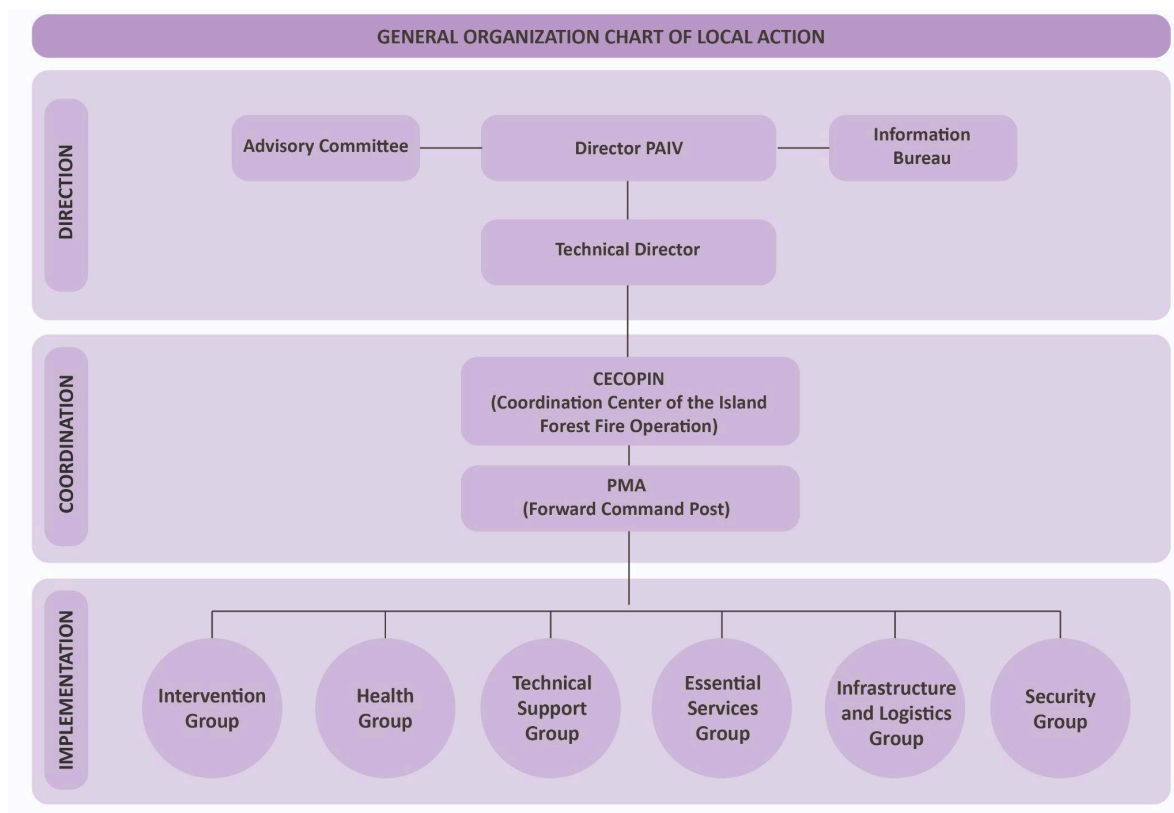 GENERAL ORGANIZATION CHART OF LOCAL ACTION
DIRECTION
Advisory Committee
Director PAIV
Information
Bureau
Technical Director
COORDINATION
CECOPIN
(Coordination Center of the Island
Forest Fire Operation)
PMA
(Forward Command Post)
IMPLEMENTATION
Intervention
Group
Health
Group
Technical
Support
Group
Essential
Services
Group
Infrastructure
and Logistics
Group
Security
Group